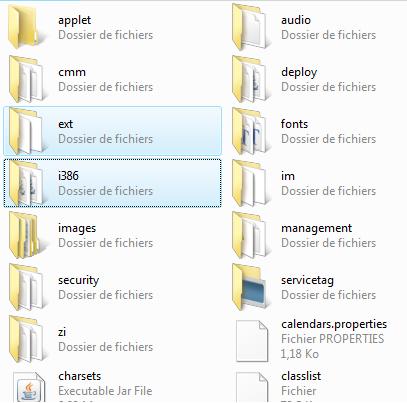 applet
Dossier de fichiers
audio
Dossier de fichiers
cmm
Dossier de fichiers
deploy
Dossier de fichiers
ext
Dossier de fichiers
fonts
Dossier de fichiers
i386
Dossier de fichiers
im
Dossier de fichiers
images
Dossier de fichiers
management
Dossier de fichiers
security
Dossier de fichiers
servicetag
Dossier de fichiers
zi
Dossier de fichiers
calendars.properties
Fichier PROPERTIES
1,18 Ko
charsets
Executable Jar File
classlist
Fichier